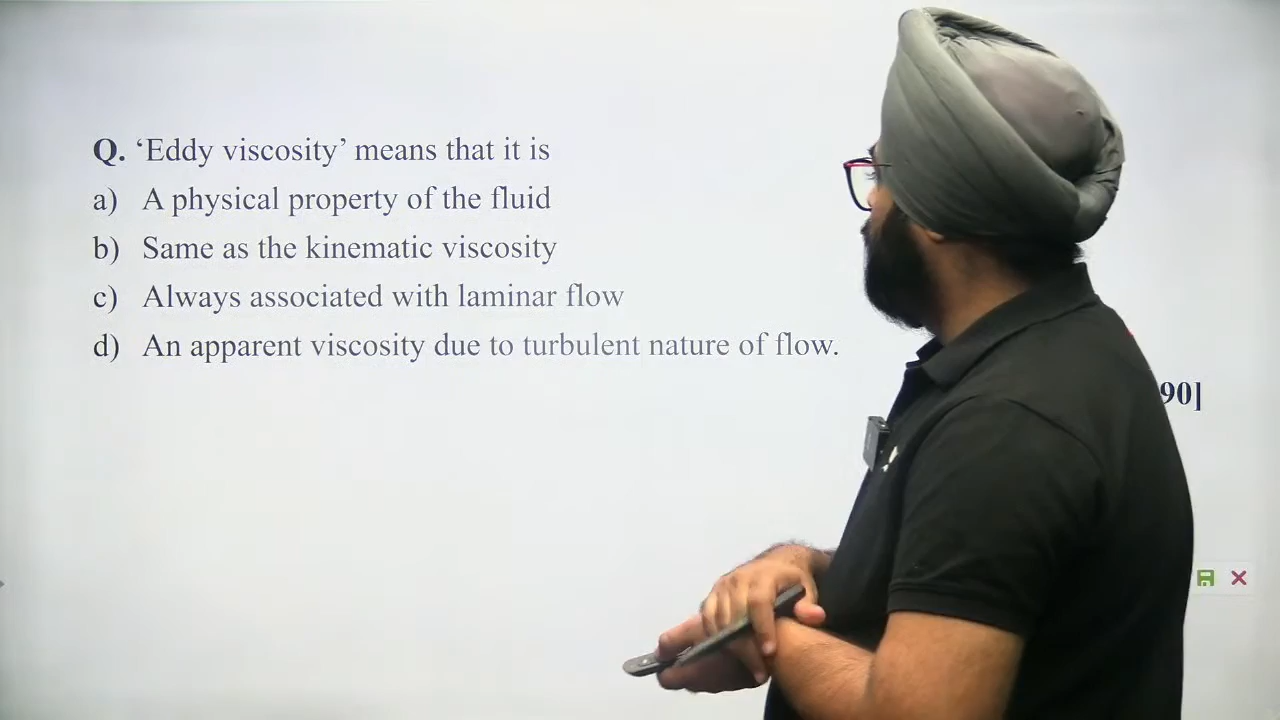 Q. ‘Eddy viscosity’ means that it is
a) A physical property of the fluid
b) Same as the kinematic viscosity
c) Always associated with laminar flow
d) An apparent viscosity due to turbulent nature of flow.
90]